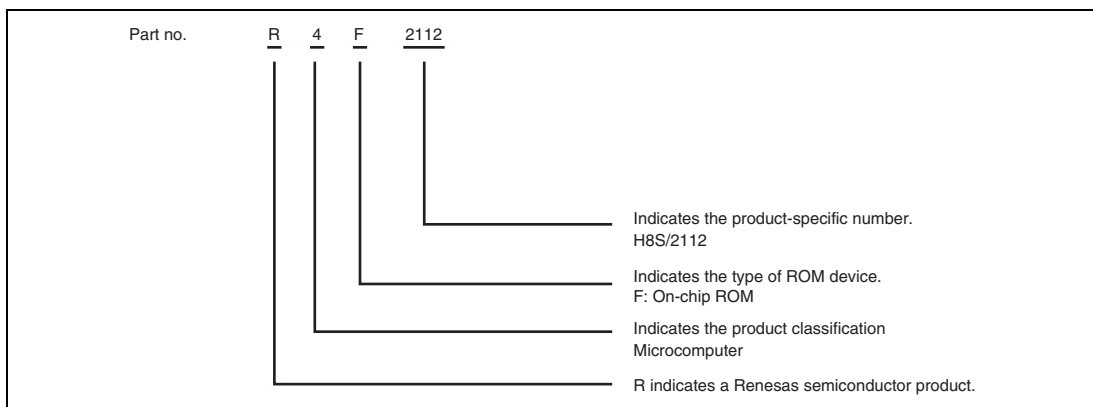 Part no. R 4 F 2112
Indicates the product-specific number.
H8S/2112
Indicates the type of ROM device.
F: On-chip ROM
Indicates the product classification
Microcomputer
R indicates a Renesas semiconductor product.